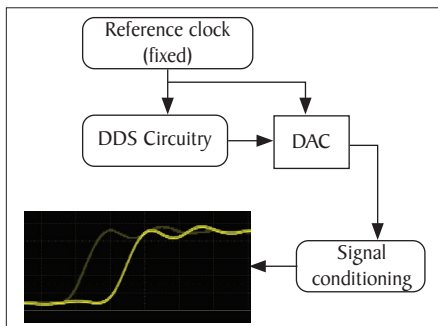 Reference clock
(fixed)
DDS Circuitry
DAC
Signal
conditioning